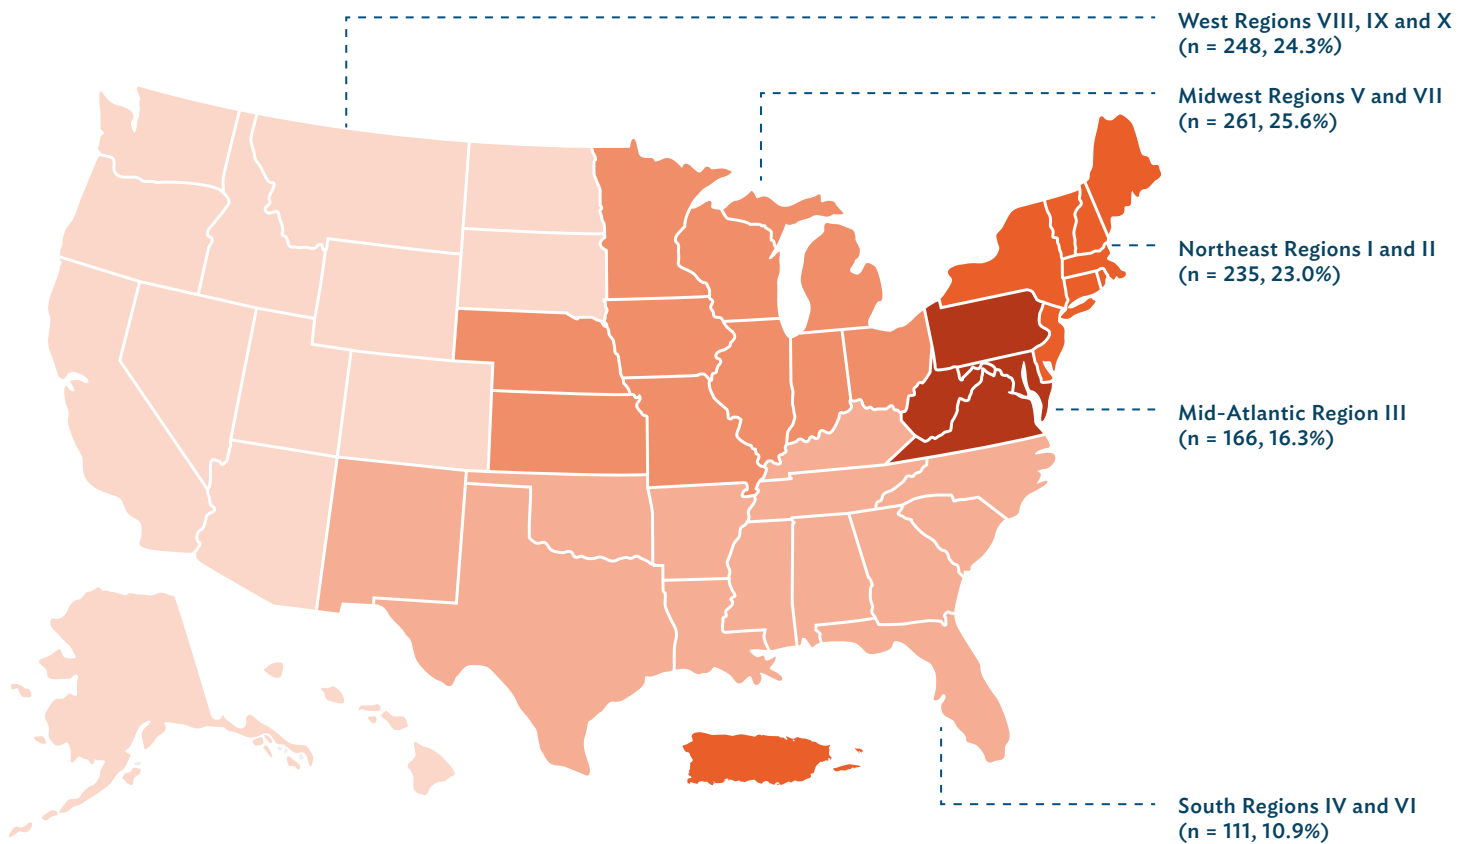 West Regions VIII, IX and X
(n = 248, 24.3%)
Midwest Regions V and VII
(n = 261, 25.6%)
Northeast Regions I and II
(n = 235, 23.0%)
Mid-Atlantic Region III
(n = 166, 16.3%)
South Regions IV and VI
(n = 111, 10.9%)